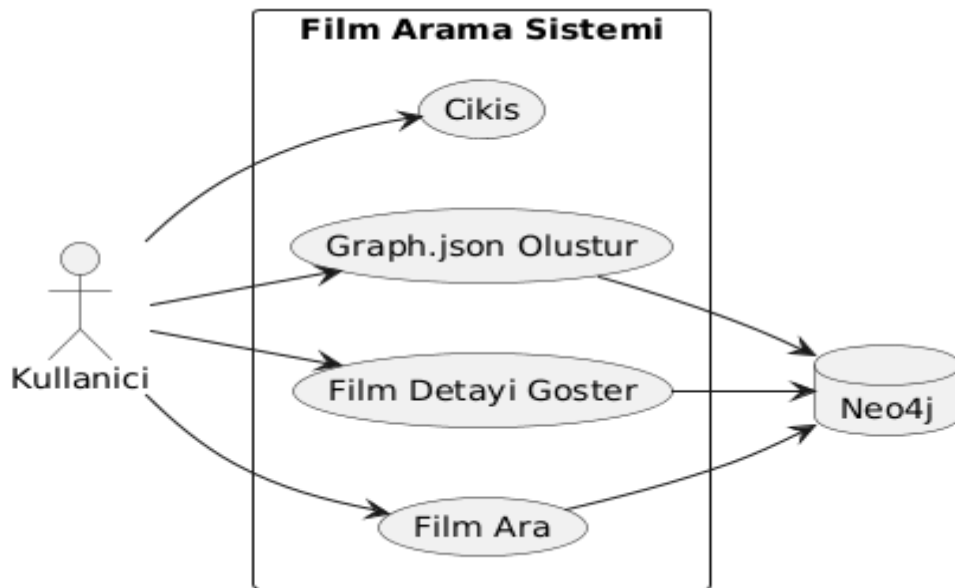 Film Arama Sistemi
Cikis
Graph.json Olustur
Kullanici
Film Detayi Goster
Neo4j
Film Ara